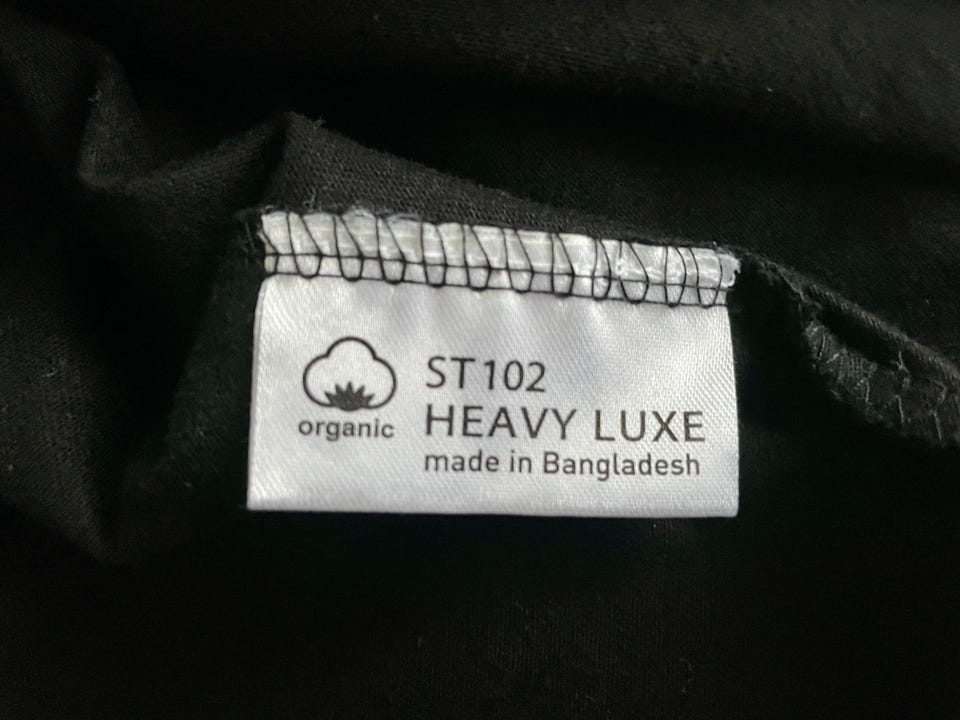 organic
ST102
HEAVY LUXE
made in Bangladesh